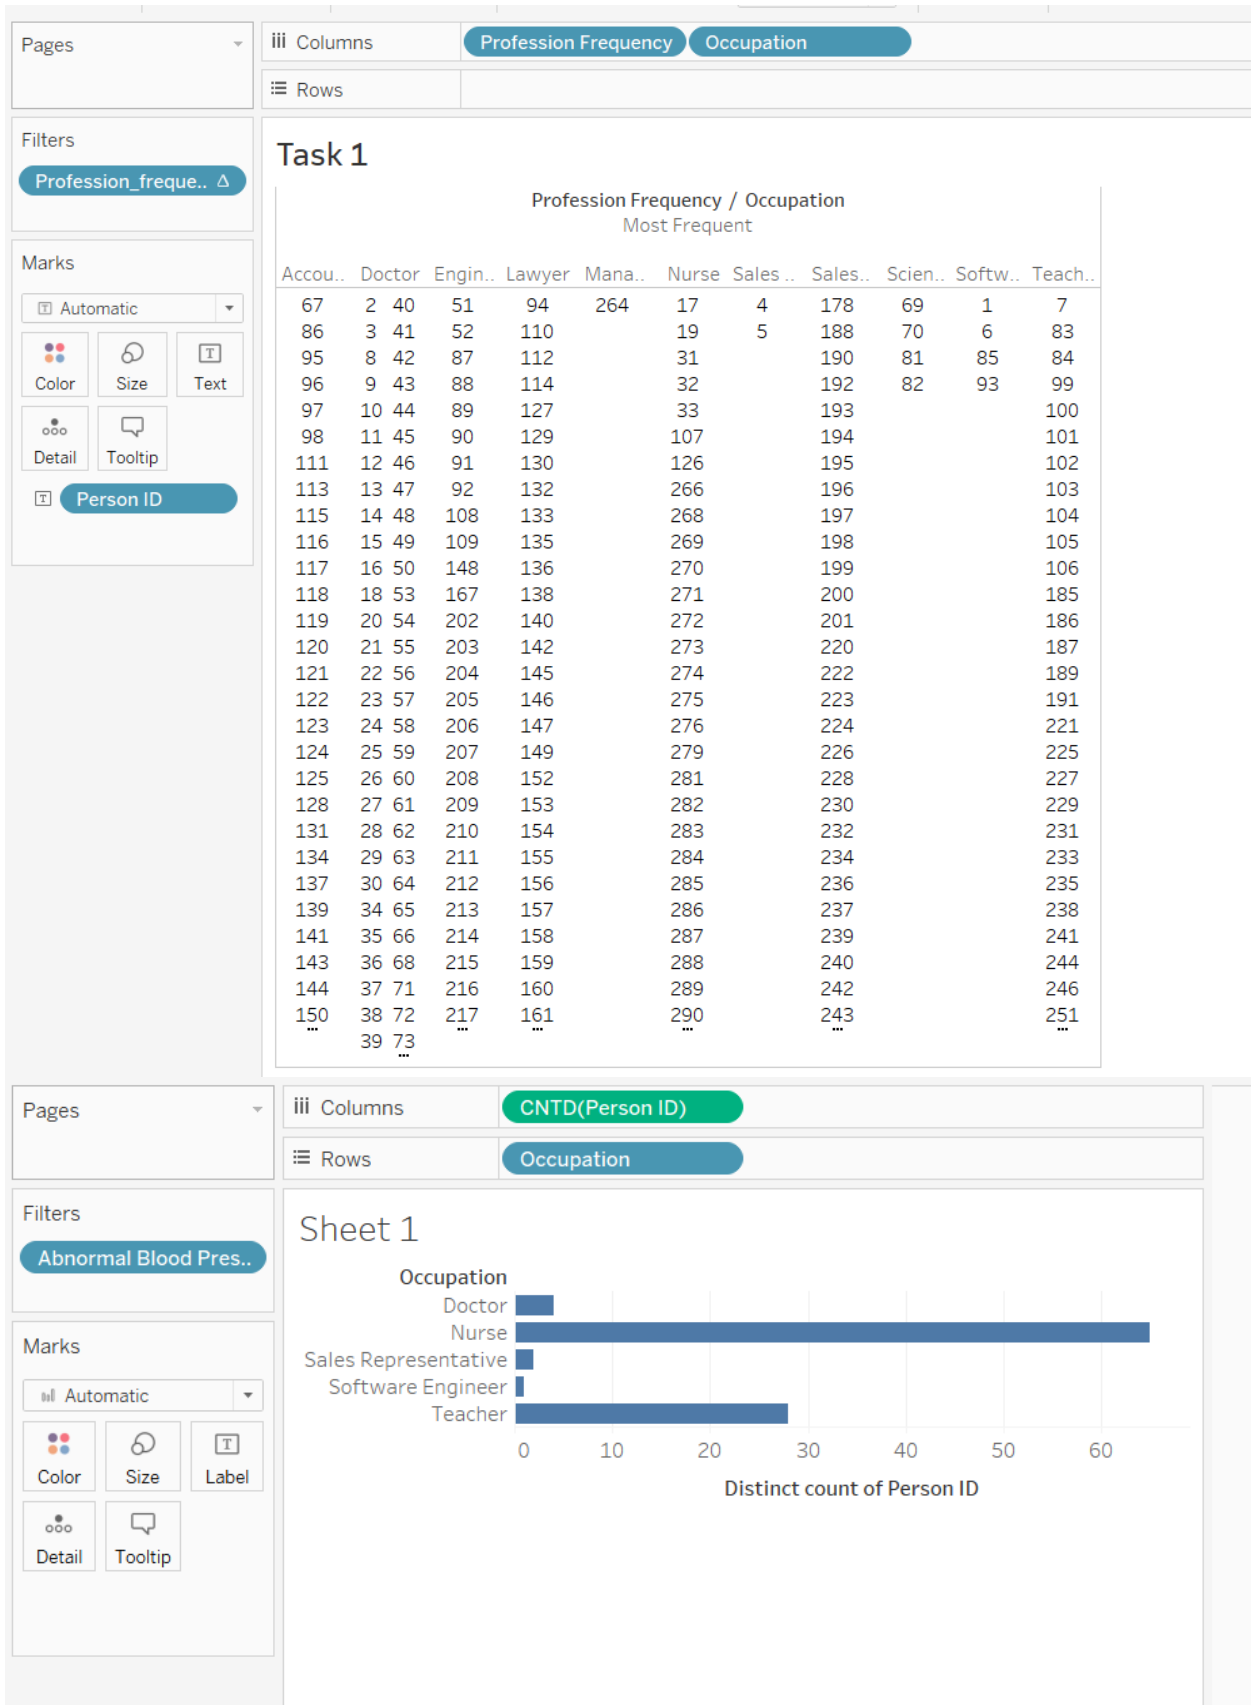 Pages
iii Columns Profession Frequency Occupation
Rows
Filters
Profession_freque.. Δ
Marks
Automatic
Color Size Text
Detail Tooltip
Person ID
Task 1
Profession Frequency / Occupation
Most Frequent
Accou.. Doctor Engin.. Lawyer Mana.. Nurse Sales .. Sales.. Scien.. Softw.. Teach..
67 2 40 51 94 264 17 4 178 69 1 7
86 3 41 52 110 19 5 188 70 6 83
95 8 42 87 112 31 190 81 85 84
96 9 43 88 114 32 192 82 93 99
97 10 44 89 127 33 193 100
98 11 45 90 129 107 194 101
111 12 46 91 130 126 195 102
113 13 47 92 132 266 196 103
115 14 48 108 133 268 197 104
116 15 49 109 135 269 198 105
117 16 50 148 136 270 199 106
118 18 53 167 138 271 200 185
119 20 54 202 140 272 201 186
120 21 55 203 142 273 220 187
121 22 56 204 145 274 222 189
122 23 57 205 146 275 223 191
123 24 58 206 147 276 224 221
124 25 59 207 149 279 226 225
125 26 60 208 152 281 228 227
128 27 61 209 153 282 230 229
131 28 62 210 154 283 232 231
134 29 63 211 155 284 234 233
137 30 64 212 156 285 236 235
139 34 65 213 157 286 237 238
141 35 66 214 158 287 239 241
143 36 68 215 159 288 240 244
144 37 71 216 160 289 242 246
150 38 72 217 161 290 243 251
... ... ... ... ... ...
39 73
...
Pages
iii Columns CNTD(Person ID)
Rows Occupation
Filters
Abnormal Blood Pres..
Marks
Automatic
Color Size Label
Detail Tooltip
Sheet 1
Occupation
Doctor
Nurse
Sales Representative
Software Engineer
Teacher
0 10 20 30 40 50 60
Distinct count of Person ID